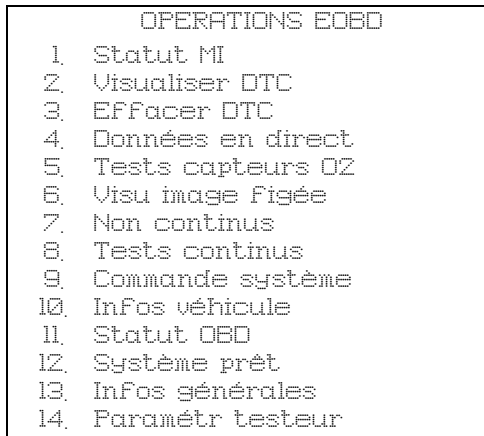 OPERATIONS EOBD
1. Statut MI
2. Visualiser DTC
3. Effacer DTC
4. Données en direct
5. Tests capteurs O2
6. Visu image figée
7. Non continus
8. Tests continus
9. Commande système
10. Infos véhicule
11. Statut OBD
12. Système prêt
13. Infos générales
14. Paramétr testeur